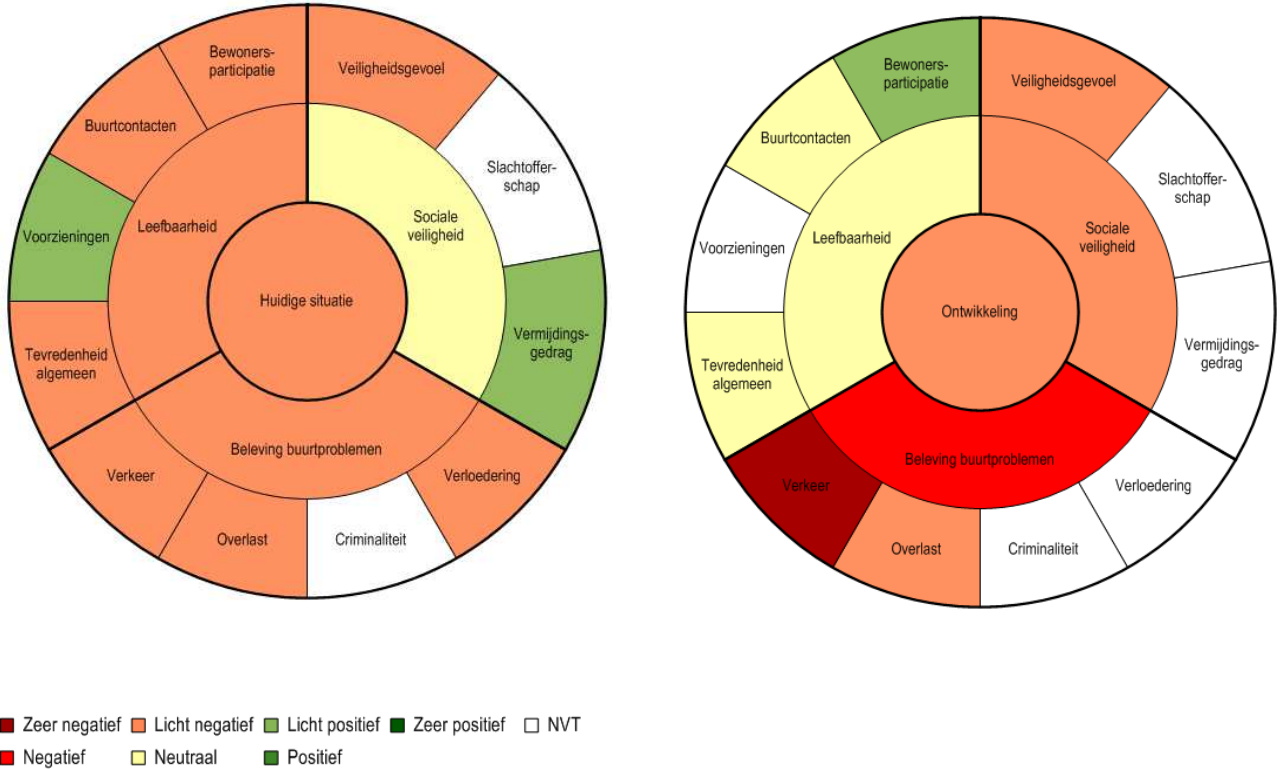 Bewoners-
participatie
Veiligheidsgevoel
Buurtcontacten
Slachtoffer-
schap
Voorzieningen
Leefbaarheid
Sociale
veiligheid
Huidige situatie
Tevredenheid
algemeen
Vermijdings-
gedrag
Beleving buurtproblemen
Verkeer
Verloedering
Overlast
Criminaliteit
Bewoners-
participatie
Veiligheidsgevoel
Buurtcontacten
Slachtoffer-
schap
Voorzieningen
Leefbaarheid
Sociale
veiligheid
Ontwikkeling
Tevredenheid
algemeen
Vermijdings-
gedrag
Beleving buurtproblemen
Verkeer
Verloedering
Overlast
Criminaliteit
Zeer negatief Licht negatief Licht positief Zeer positief NVT
Negatief Neutraal Positief